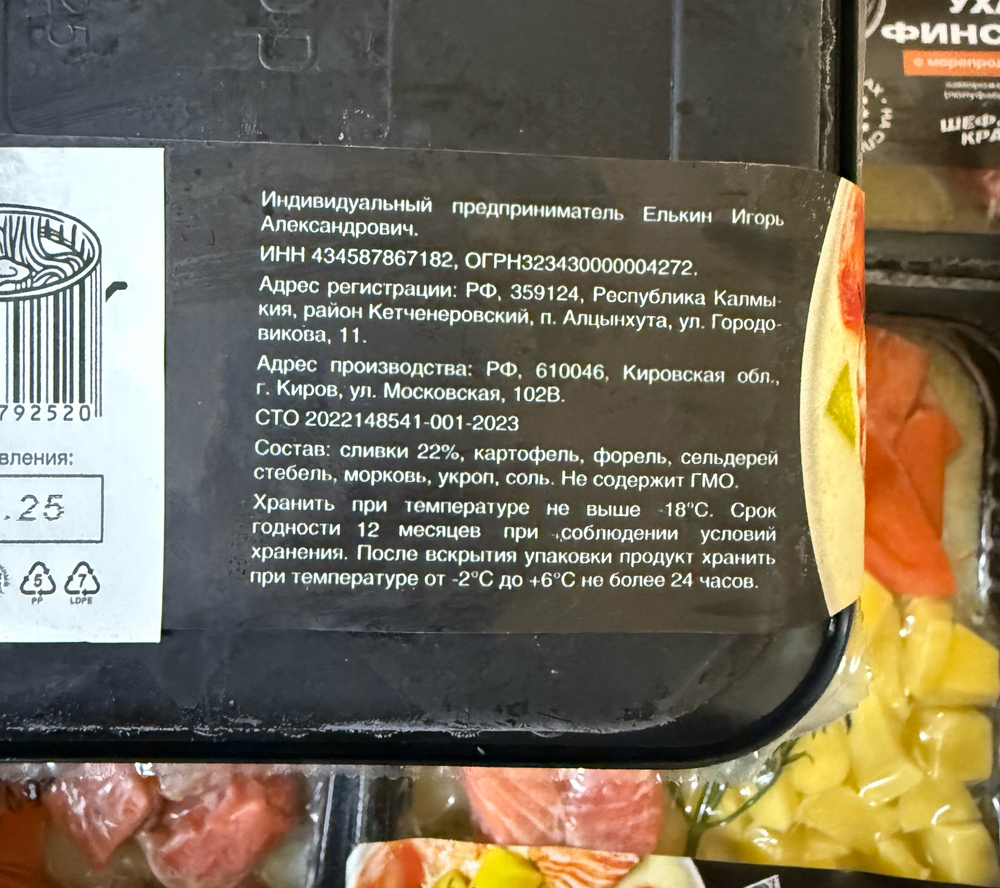 УХА
ФИНС
с морепрод
ШЕФ
КРА
Индивидуальный предприниматель Елькин Игорь
Александрович.
ИНН 434587867182, ОГРН323430000004272.
Адрес регистрации: РФ, 359124, Республика Калмы-
кия, район Кетченеровский, п. Алцынхута, ул. Городо-
викова, 11.
Адрес производства: РФ, 610046, Кировская обл.,
г. Киров, ул. Московская, 102В.
СТО 2022148541-001-2023
Состав: сливки 22%, картофель, форель, сельдерей
стебель, морковь, укроп, соль. Не содержит ГМО.
Хранить при температуре не выше -18°С. Срок
годности 12 месяцев при соблюдении условий
хранения. После вскрытия упаковки продукт хранить
при температуре от -2°С до +6°С не более 24 часов.
792520
вления:
.25
5 7
PP LDPE